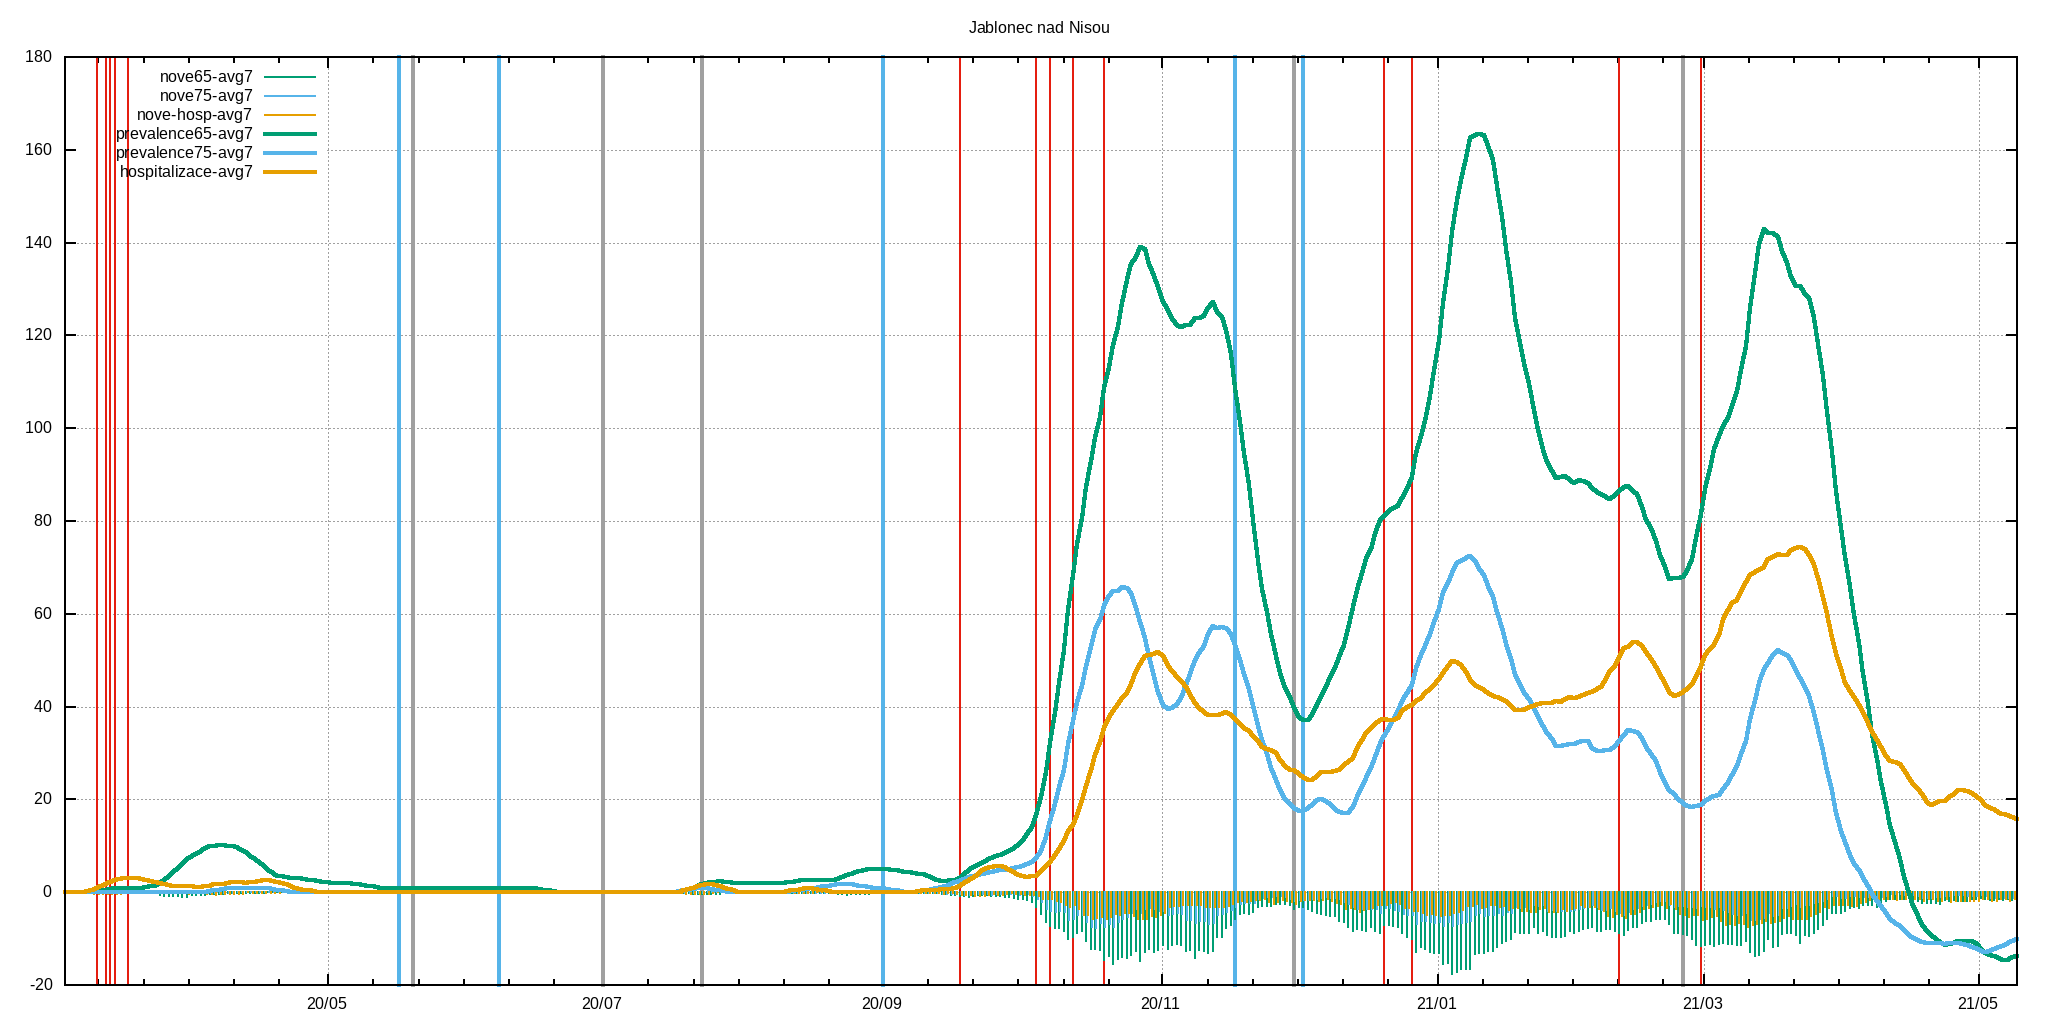 Jablonec nad Nisou
nove65-avg7
nove75-avg7
nove-hosp-avg7
prevalence65-avg7
prevalence75-avg7
hospitalizace-avg7
180
160
140
120
100
80
60
40
20
0
-20
20/05 20/07 20/09 20/11 21/01 21/03 21/05